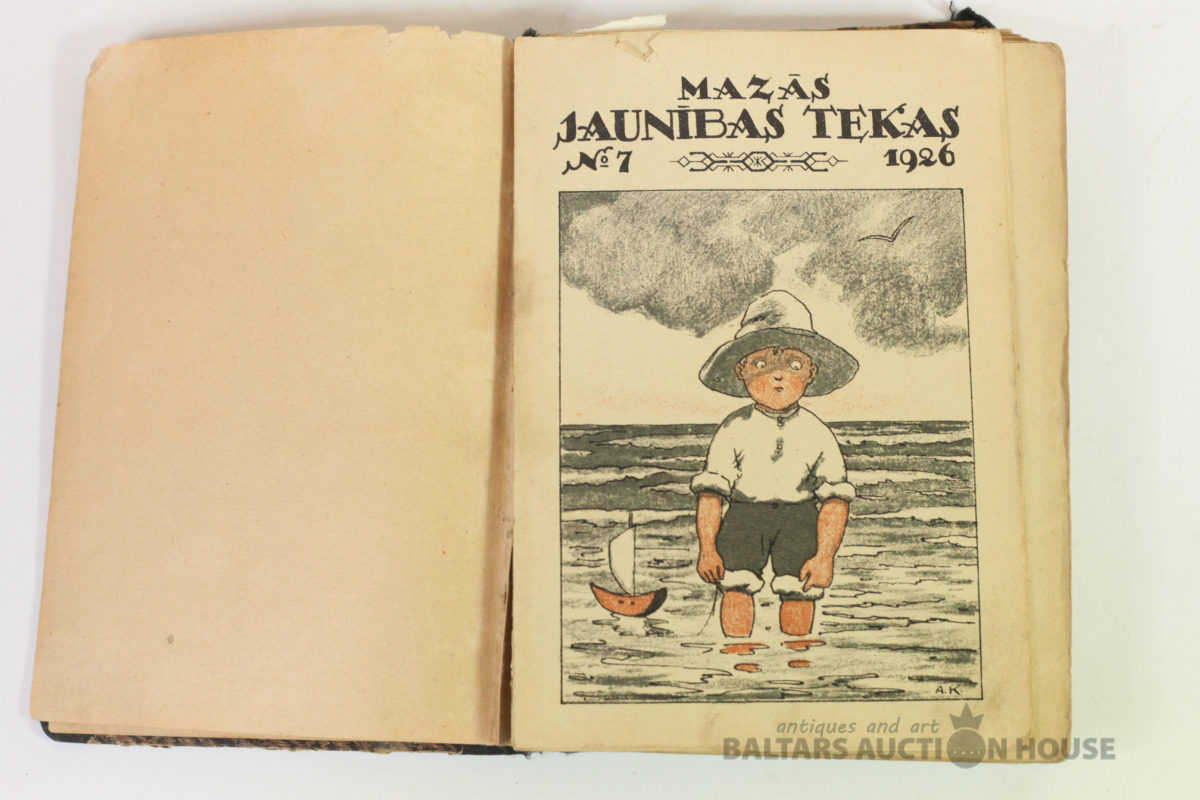 MAZĀS
JAUNĪBAS TEKAS
№ 7 1926
A.K.
antiques and art
BALTARS AUCTION HOUSE